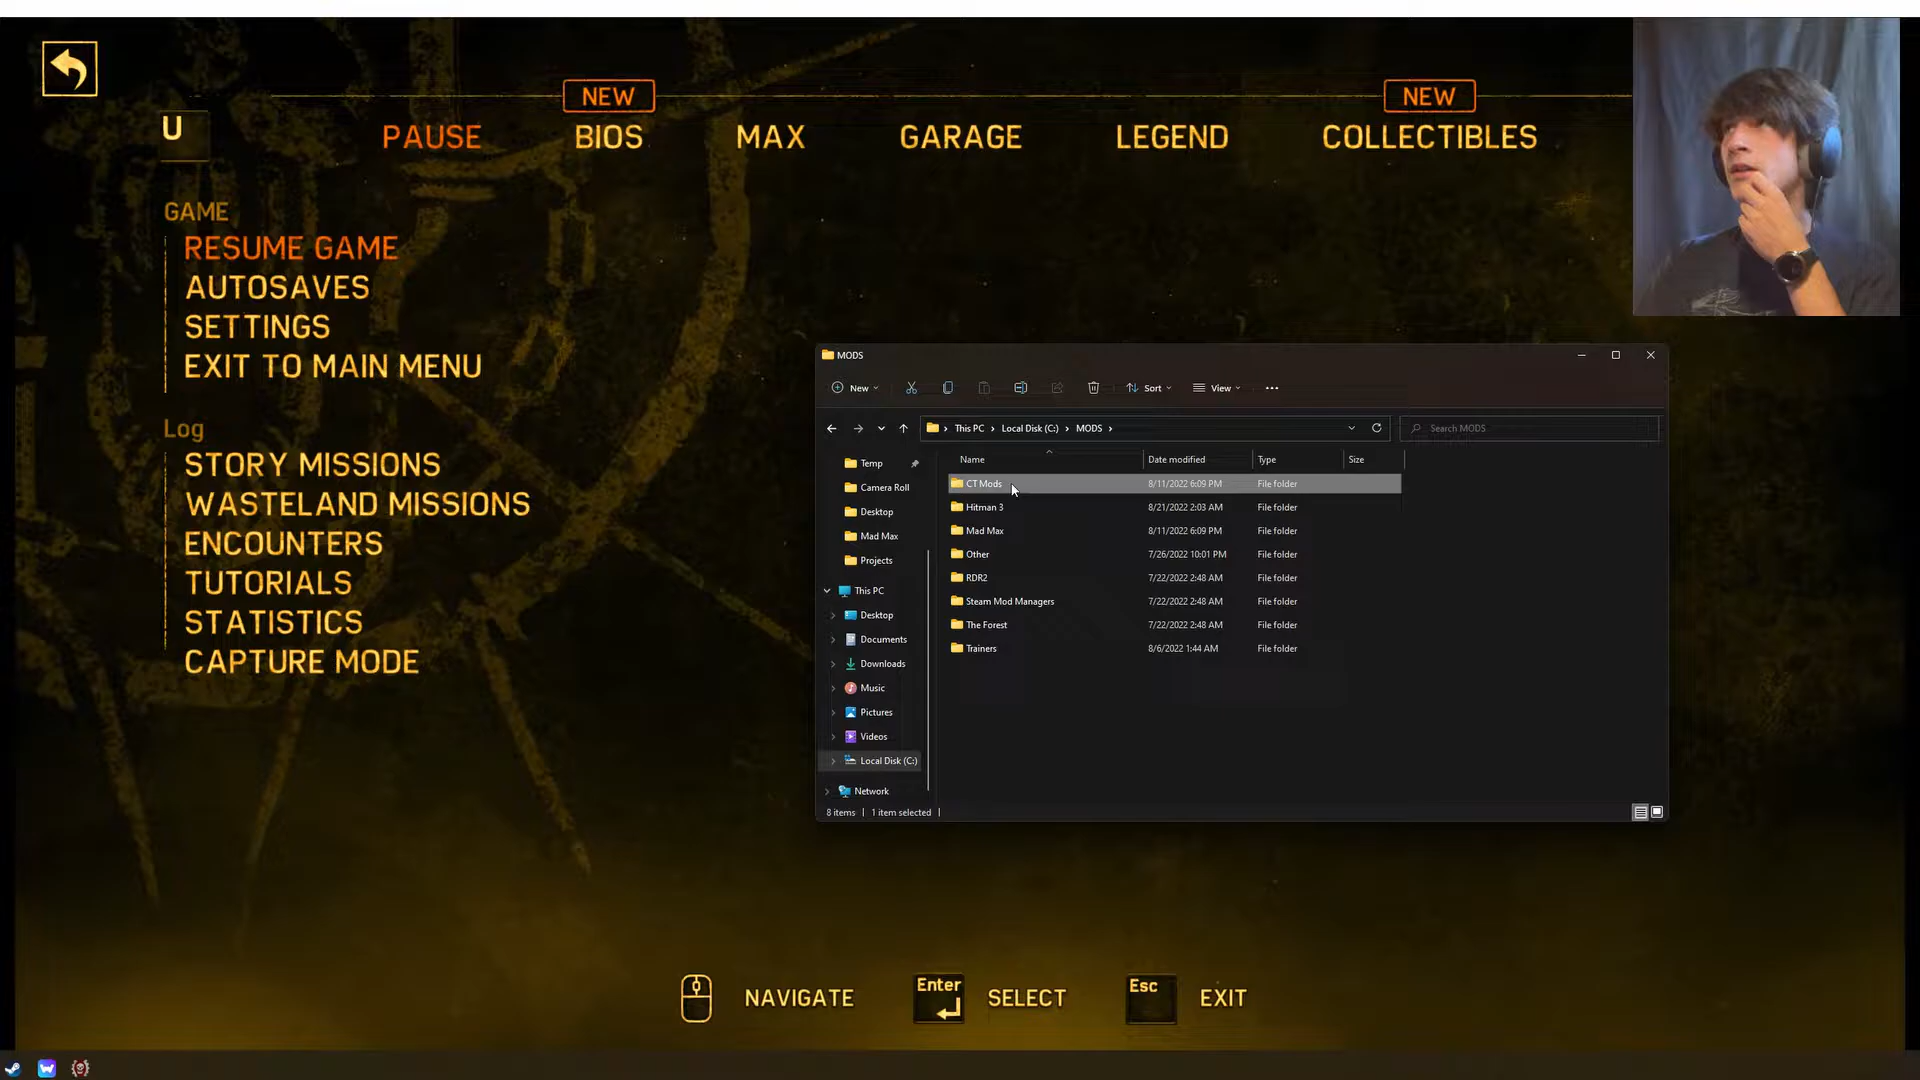 NEW
NEW
U
PAUSE
BIOS
MAX
GARAGE
LEGEND
COLLECTIBLES
GAME
RESUME GAME
AUTOSAVES
SETTINGS
EXIT TO MAIN MENU
Log
STORY MISSIONS
WASTELAND MISSIONS
ENCOUNTERS
TUTORIALS
STATISTICS
CAPTURE MODE
MODS
New
Sort
View
This PC > Local Disk (C:) > MODS >
Search MODS
Temp
Camera Roll
Desktop
Mad Max
Projects
This PC
Desktop
Documents
Downloads
Music
Pictures
Videos
Local Disk (C:)
Network
Name Date modified Type Size
CT Mods 8/11/2022 6:09 PM File folder
Hitman 3 8/21/2022 2:03 AM File folder
Mad Max 8/11/2022 6:09 PM File folder
Other 7/26/2022 10:01 PM File folder
RDR2 7/22/2022 2:48 AM File folder
Steam Mod Managers 7/22/2022 2:48 AM File folder
The Forest 7/22/2022 2:48 AM File folder
Trainers 8/6/2022 1:44 AM File folder
8 items | 1 item selected |
NAVIGATE
Enter
SELECT
Esc
EXIT